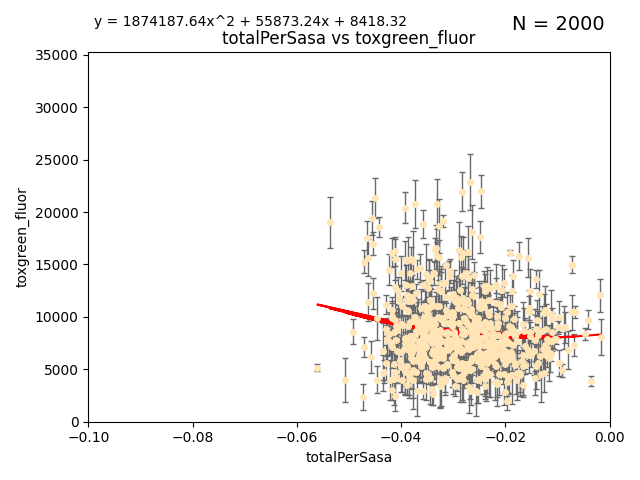 y = 1874187.64x^2 + 55873.24x + 8418.32
N = 2000
totalPerSasa vs toxgreen_fluor
35000
30000
25000
20000
15000
10000
5000
0
toxgreen_fluor
−0.10
−0.08
−0.06
−0.04
−0.02
0.00
totalPerSasa